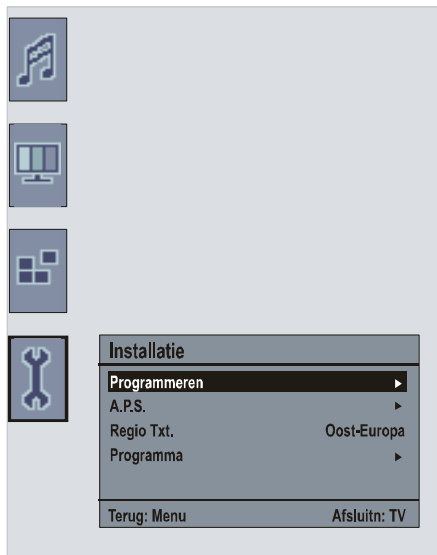 Installatie
Programmeren
A.P.S.
Regio Txt. Oost-Europa
Programma
Terug: Menu Afsluitn: TV